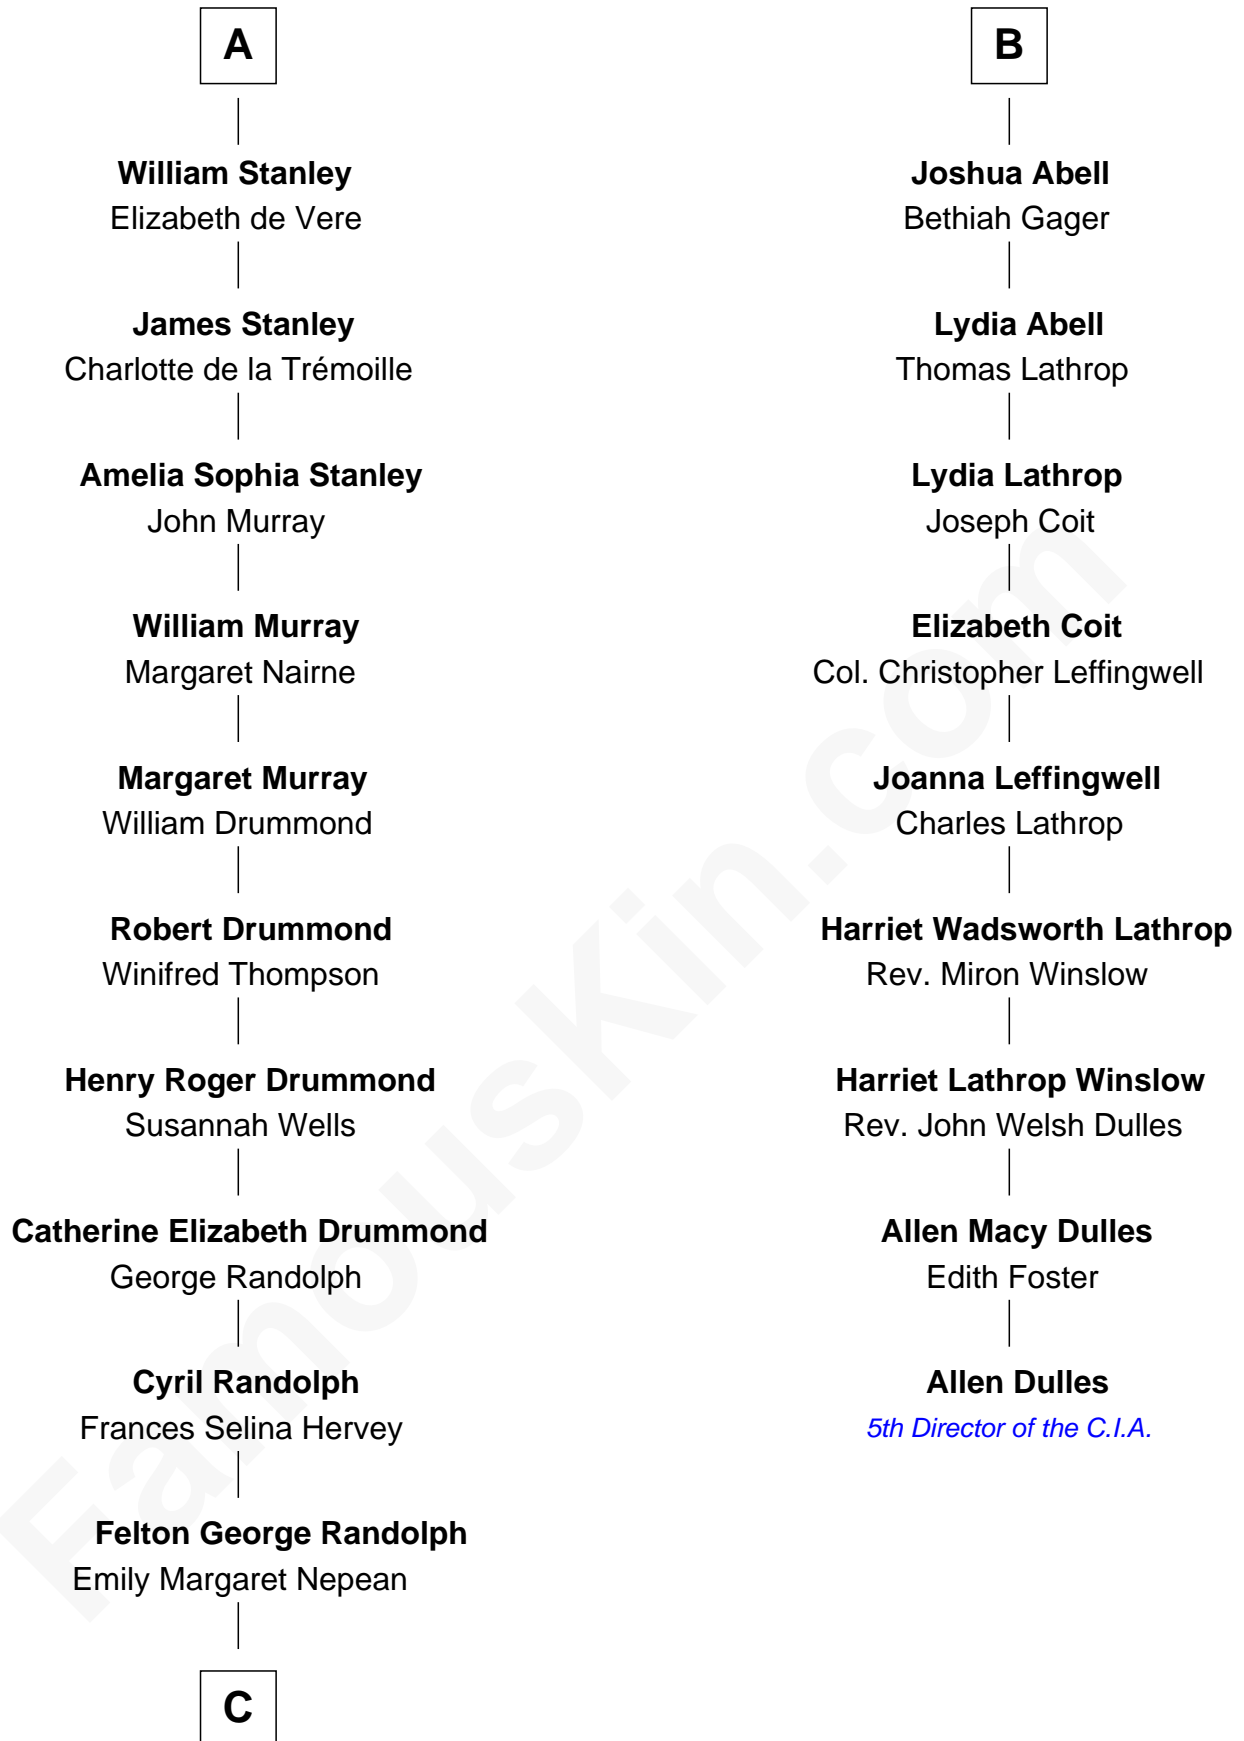 A
William Stanley
Elizabeth de Vere
James Stanley
Charlotte de la Trémoille
Amelia Sophia Stanley
John Murray
William Murray
Margaret Nairne
Margaret Murray
William Drummond
Robert Drummond
Winifred Thompson
Henry Roger Drummond
Susannah Wells
Catherine Elizabeth Drummond
George Randolph
Cyril Randolph
Frances Selina Hervey
Felton George Randolph
Emily Margaret Nepean
C
B
Joshua Abell
Bethiah Gager
Lydia Abell
Thomas Lathrop
Lydia Lathrop
Joseph Coit
Elizabeth Coit
Col. Christopher Leffingwell
Joanna Leffingwell
Charles Lathrop
Harriet Wadsworth Lathrop
Rev. Miron Winslow
Harriet Lathrop Winslow
Rev. John Welsh Dulles
Allen Macy Dulles
Edith Foster
Allen Dulles
5th Director of the C.I.A.
FamousKin.com